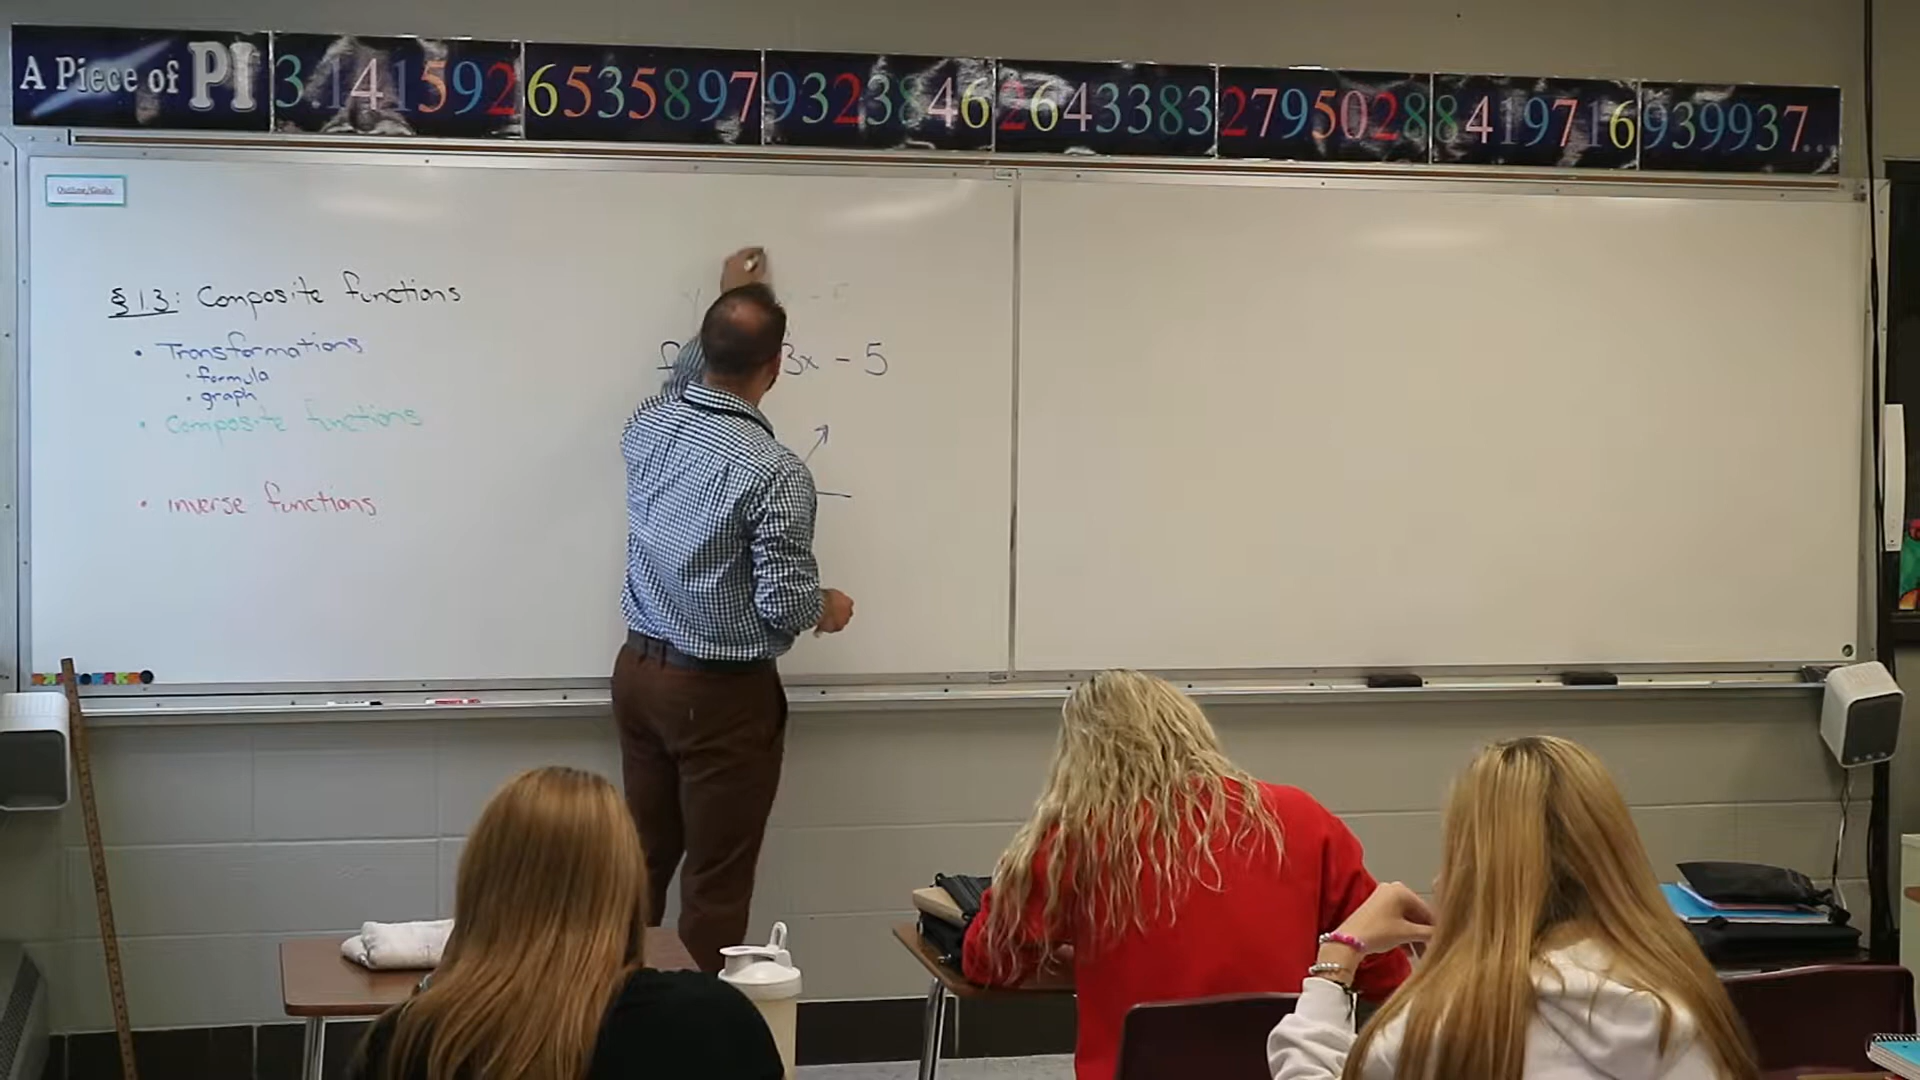 A Piece of PI 3.14159265358979323846264338327950288419716939937...
Outline/Goals:
§ 1.3: Composite functions
• Transformations
• formula
• graph
• Composite functions
• inverse functions
- 5
f 3x - 5